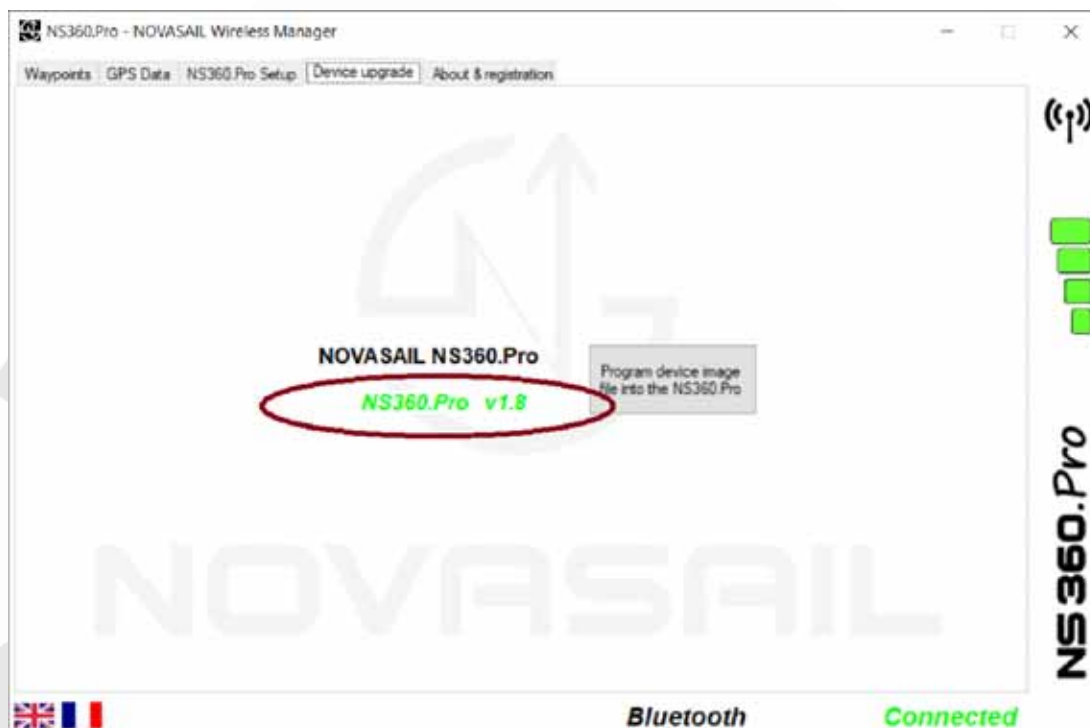 NS360.Pro - NOVASAIL Wireless Manager
Waypoints GPS Data NS360.Pro Setup Device upgrade About & registration
NOVASAIL NS360.Pro
NS360.Pro v1.8
Program device image
file into the NS360.Pro
NOVASAIL
NS360.Pro
Bluetooth Connected